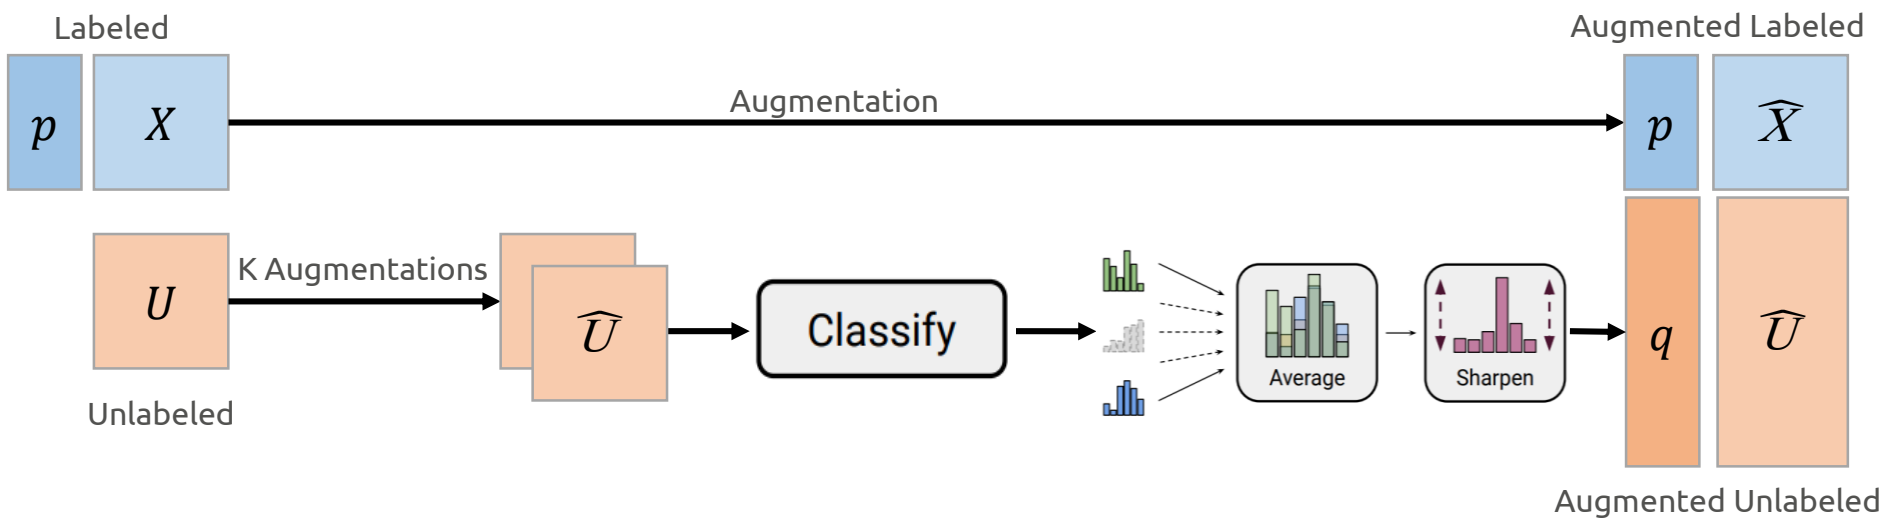 Labeled
Augmented Labeled
p
X
Augmentation
p
X̂
U
K Augmentations
Û
Classify
Average
Sharpen
q
Û
Unlabeled
Augmented Unlabeled